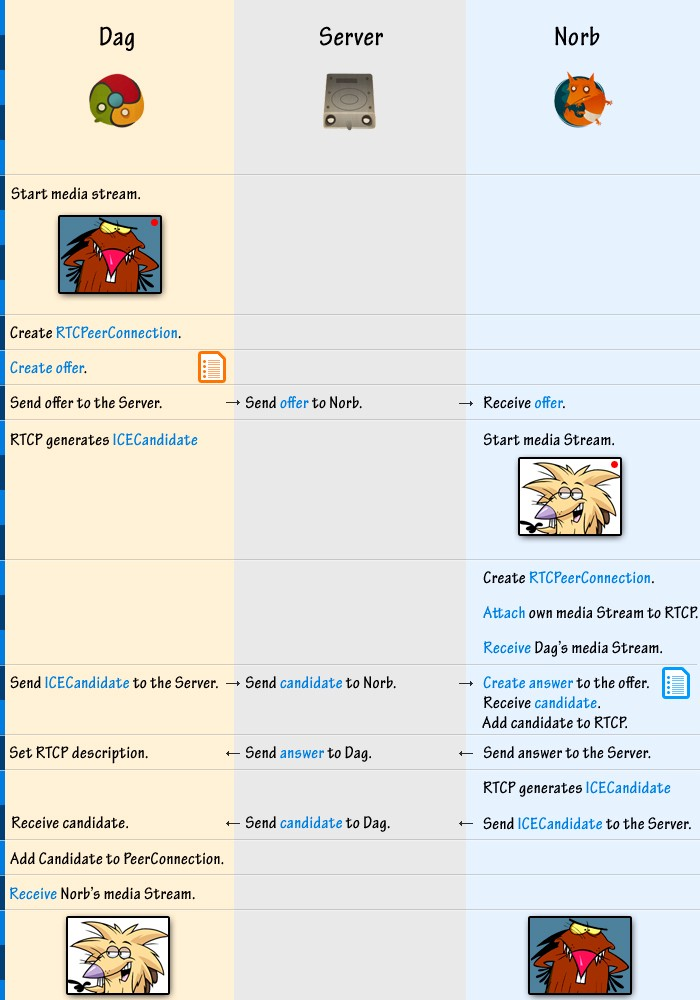 Dag
Server
Norb
Start media stream.
Create RTCPeerConnection.
Create offer.
Send offer to the Server. → Send offer to Norb. → Receive offer.
RTCP generates ICECandidate
Start media Stream.
Create RTCPeerConnection.
Attach own media Stream to RTCP.
Receive Dag's media Stream.
Send ICECandidate to the Server. → Send candidate to Norb. → Create answer to the offer.
Receive candidate.
Add candidate to RTCP.
Set RTCP description. ← Send answer to Dag. ← Send answer to the Server.
RTCP generates ICECandidate
Receive candidate. ← Send candidate to Dag. ← Send ICECandidate to the Server.
Add Candidate to PeerConnection.
Receive Norb's media Stream.